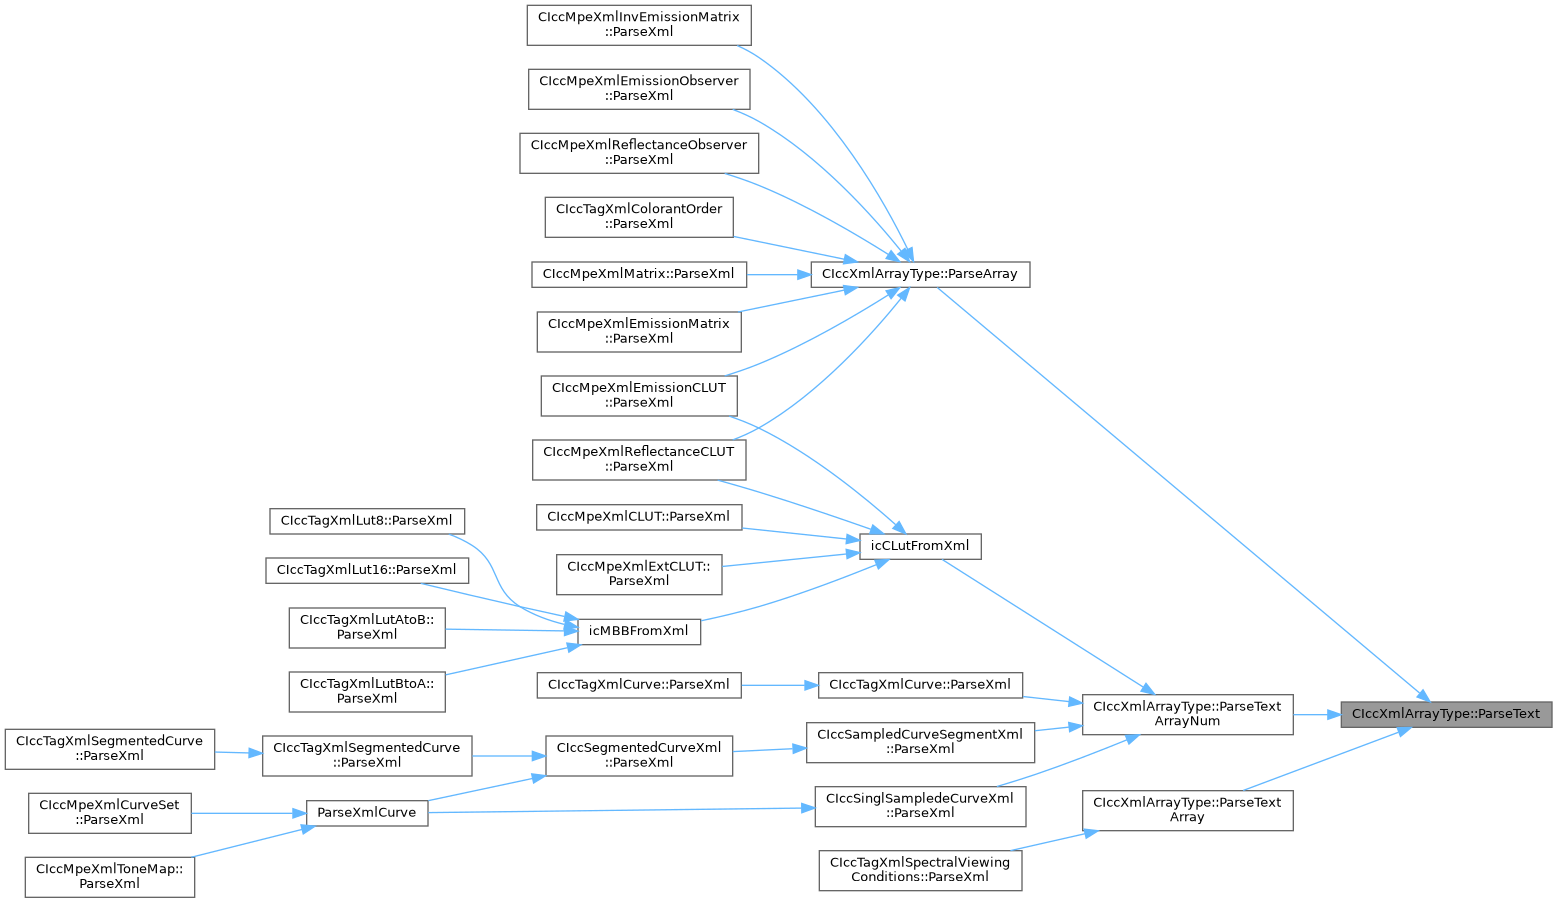 CIccMpeXmlInvEmissionMatrix
::ParseXml
CIccMpeXmlEmissionObserver
::ParseXml
CIccMpeXmlReflectanceObserver
::ParseXml
CIccTagXmlColorantOrder
::ParseXml
CIccMpeXmlMatrix::ParseXml
CIccXmlArrayType::ParseArray
CIccMpeXmlEmissionMatrix
::ParseXml
CIccMpeXmlEmissionCLUT
::ParseXml
CIccMpeXmlReflectanceCLUT
::ParseXml
CIccMpeXmlCLUT::ParseXml
CIccTagXmlLut8::ParseXml
icCLutFromXml
CIccMpeXmlExtCLUT::
ParseXml
CIccTagXmlLut16::ParseXml
CIccTagXmlLutAtoB::
ParseXml
icMBBFromXml
CIccTagXmlLutBtoA::
ParseXml
CIccTagXmlCurve::ParseXml
CIccTagXmlCurve::ParseXml
CIccXmlArrayType::ParseText
ArrayNum
CIccXmlArrayType::ParseText
CIccTagXmlSegmentedCurve
::ParseXml
CIccTagXmlSegmentedCurve
::ParseXml
CIccSegmentedCurveXml
::ParseXml
CIccSampledCurveSegmentXml
::ParseXml
CIccMpeXmlCurveSet
::ParseXml
ParseXmlCurve
CIccSinglSampledeCurveXml
::ParseXml
CIccXmlArrayType::ParseText
Array
CIccMpeXmlToneMap::
ParseXml
CIccTagXmlSpectralViewing
Conditions::ParseXml